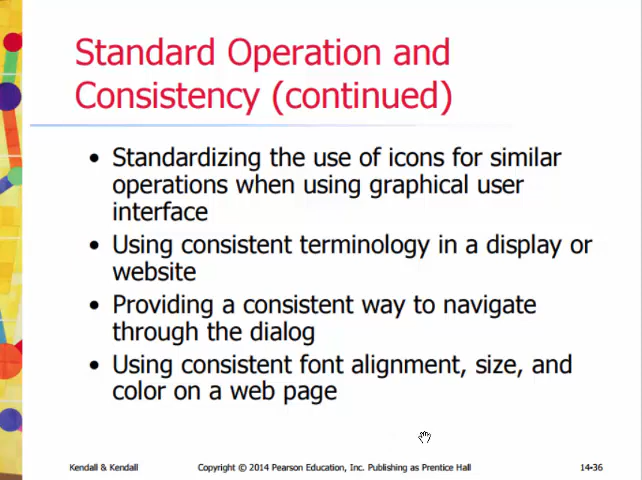 Standard Operation and
Consistency (continued)
• Standardizing the use of icons for similar
operations when using graphical user
interface
• Using consistent terminology in a display or
website
• Providing a consistent way to navigate
through the dialog
• Using consistent font alignment, size, and
color on a web page
Kendall & Kendall Copyright © 2014 Pearson Education, Inc. Publishing as Prentice Hall 14-36